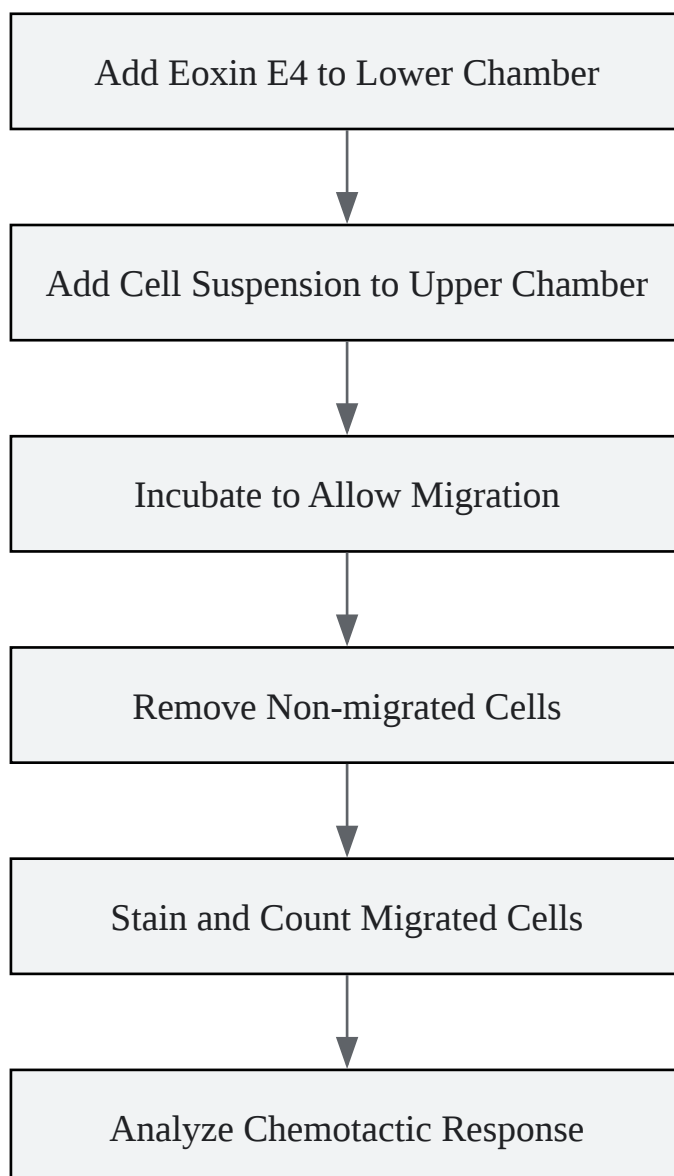 Add Eoxin E4 to Lower Chamber
Add Cell Suspension to Upper Chamber
Incubate to Allow Migration
Remove Non-migrated Cells
Stain and Count Migrated Cells
Analyze Chemotactic Response